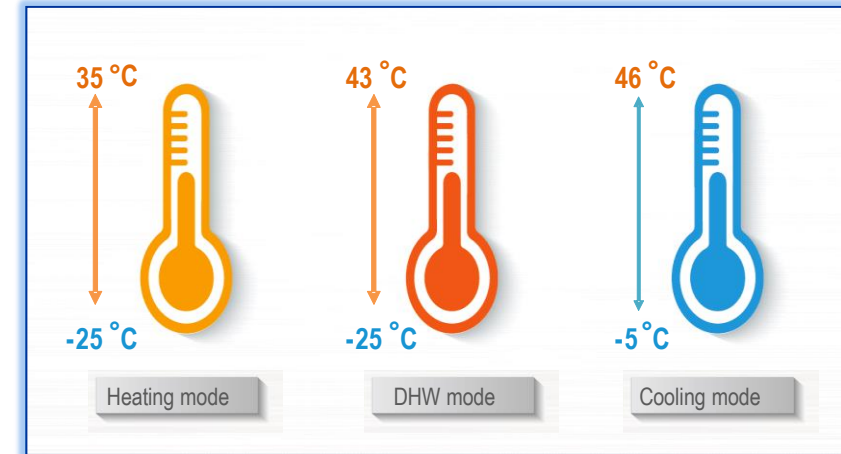 35 °C
43 °C
46 °C
-25 °C
-25 °C
-5 °C
Heating mode
DHW mode
Cooling mode